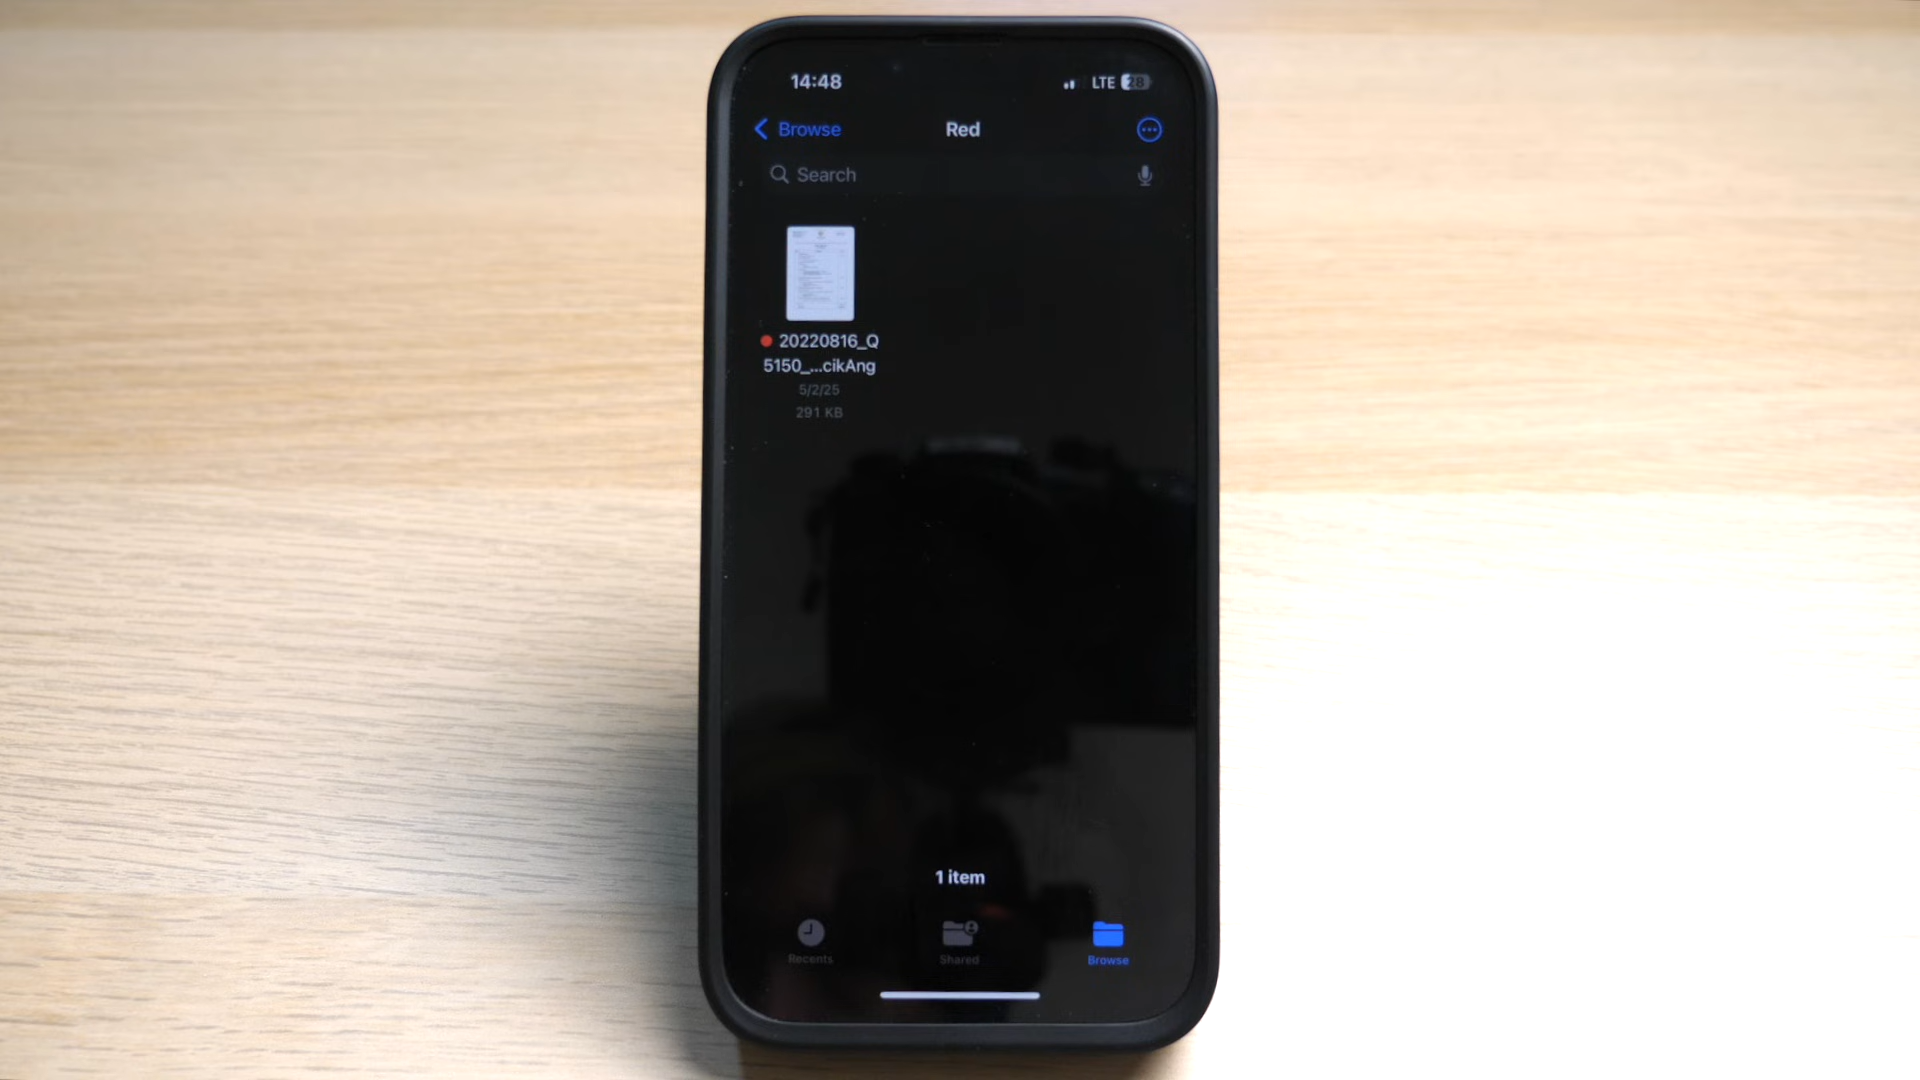 14:48
LTE 28
Browse
Red
Search
20220816_Q
5150_...cikAng
5/2/25
291 KB
1 item
Recents
Shared
Browse